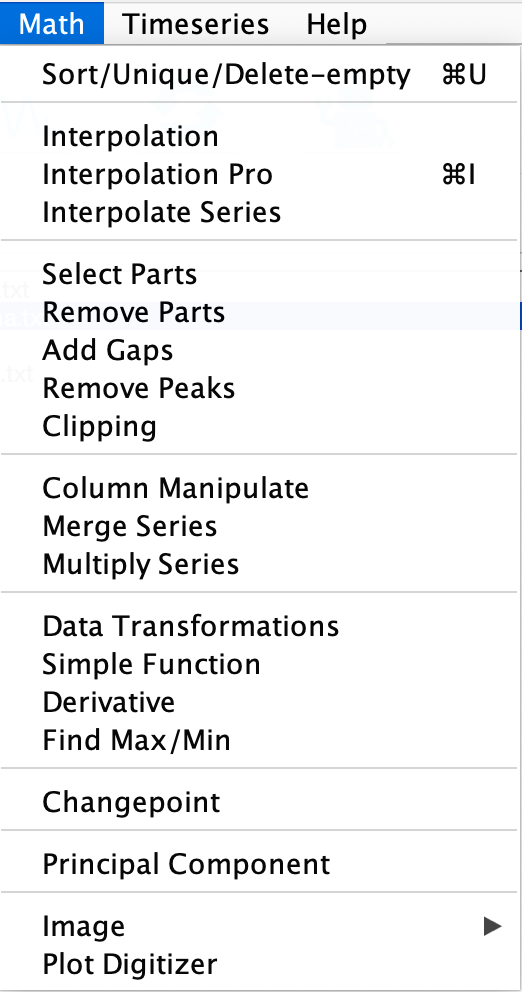 Math Timeseries Help
Sort/Unique/Delete-empty ⌘U
Interpolation
Interpolation Pro ⌘I
Interpolate Series
Select Parts
Remove Parts
Add Gaps
Remove Peaks
Clipping
Column Manipulate
Merge Series
Multiply Series
Data Transformations
Simple Function
Derivative
Find Max/Min
Changepoint
Principal Component
Image ▶
Plot Digitizer